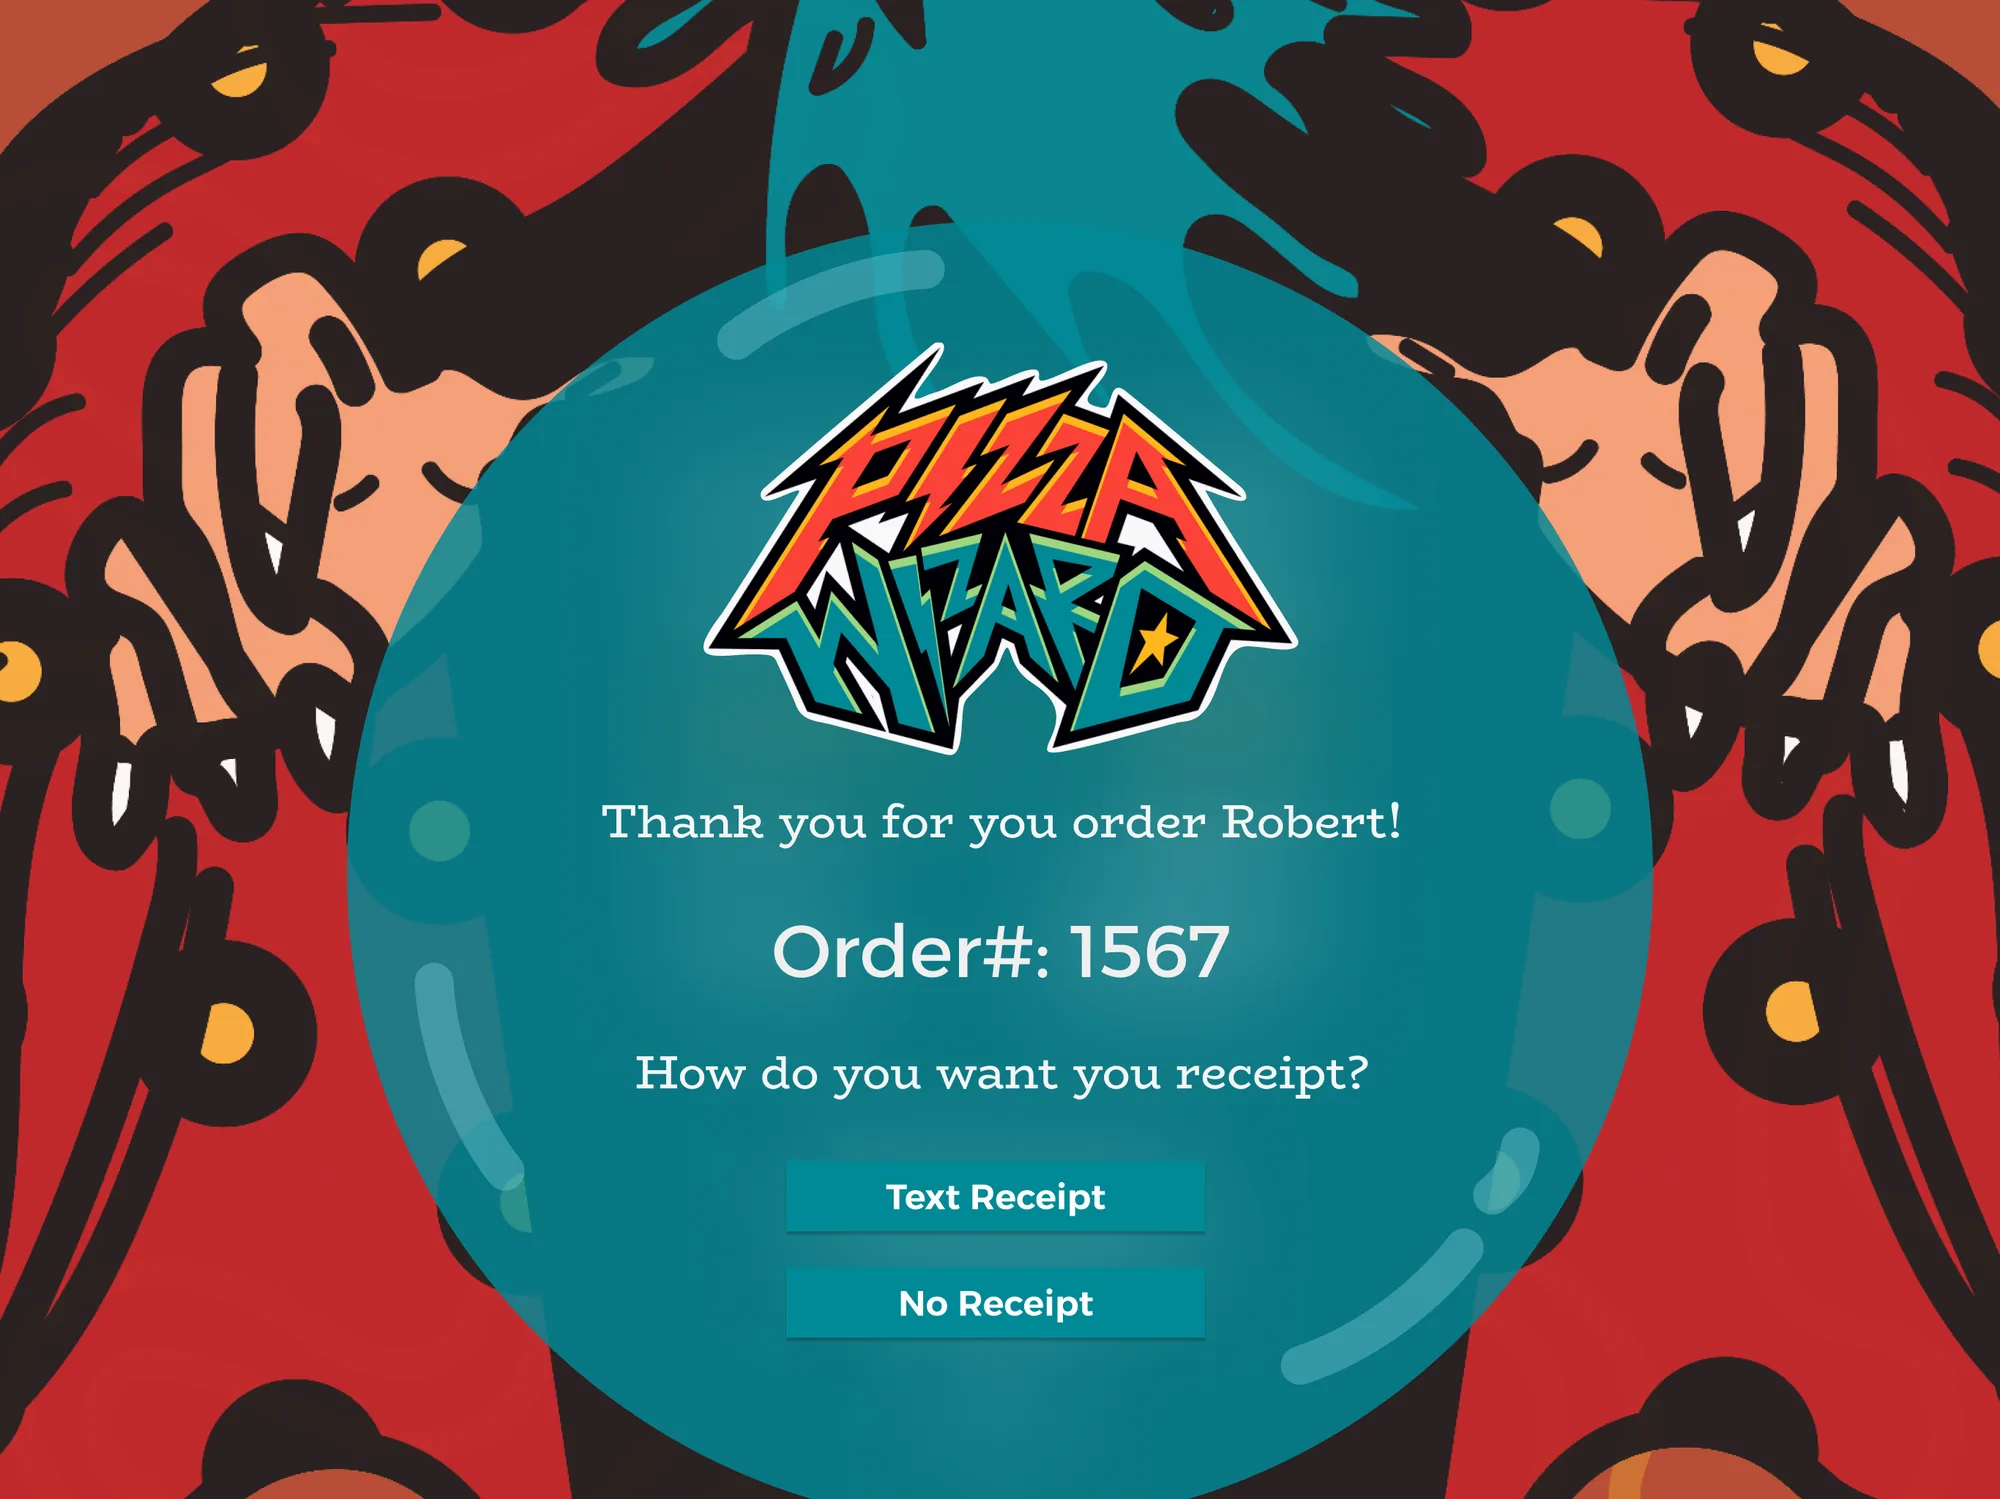 PIZZA
WIZARD
Thank you for you order Robert!
Order#: 1567
How do you want you receipt?
Text Receipt
No Receipt